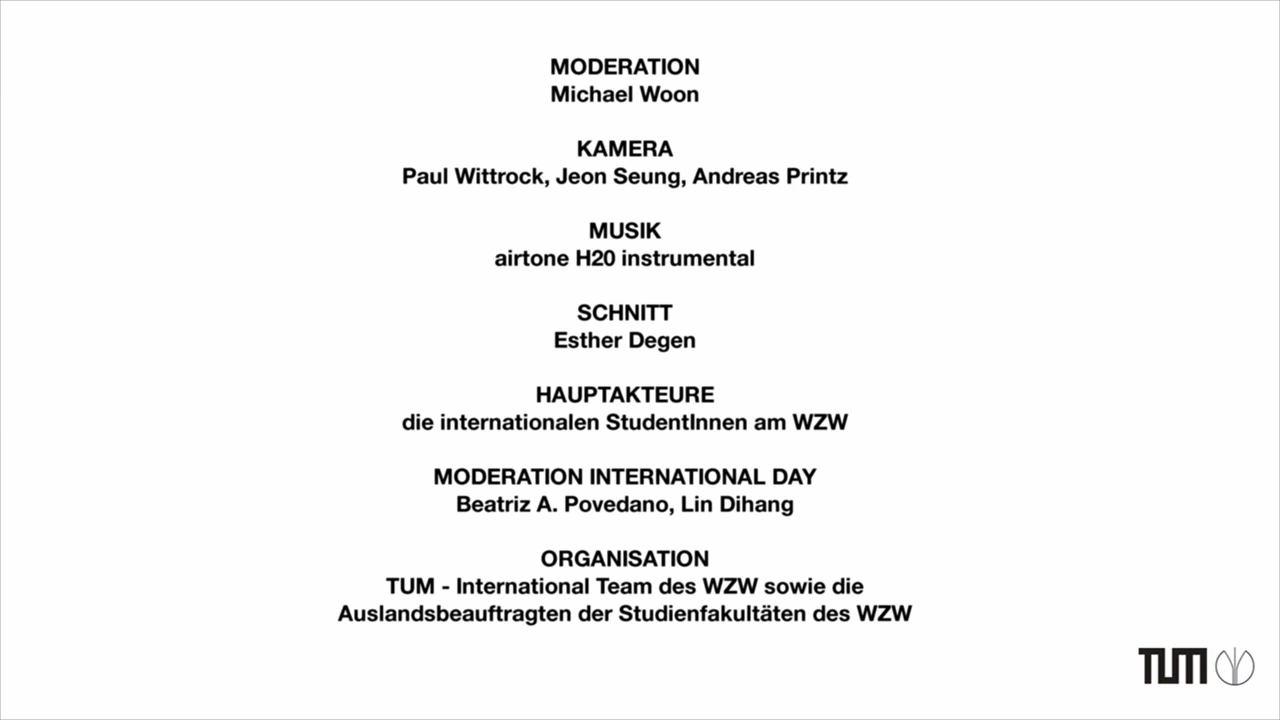 MODERATION
Michael Woon
KAMERA
Paul Wittrock, Jeon Seung, Andreas Printz
MUSIK
airtone H20 instrumental
SCHNITT
Esther Degen
HAUPTAKTEURE
die internationalen StudentInnen am WZW
MODERATION INTERNATIONAL DAY
Beatriz A. Povedano, Lin Dihang
ORGANISATION
TUM - International Team des WZW sowie die
Auslandsbeauftragten der Studienfakultäten des WZW
TUM